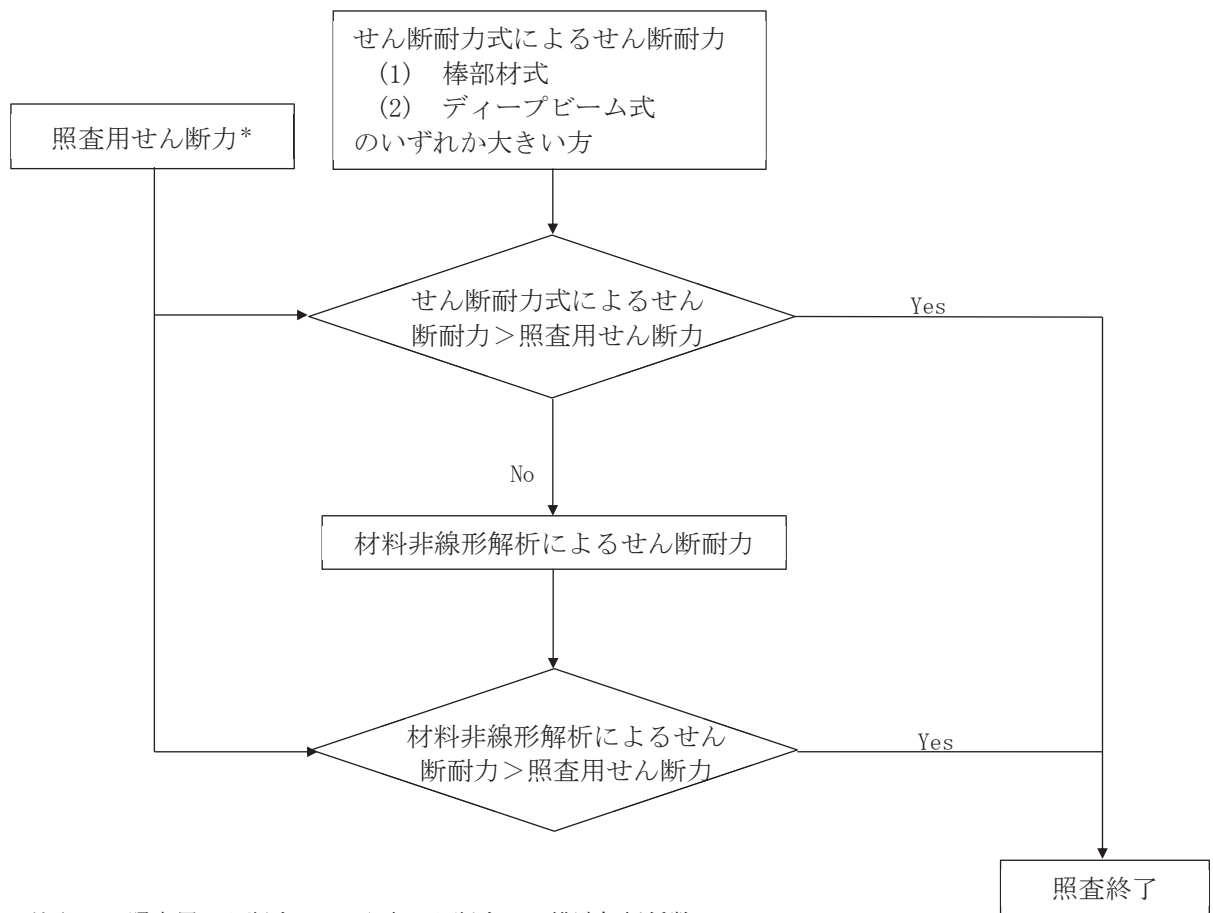 せん断耐力式によるせん断耐力
(1) 棒部材式
(2) ディープビーム式
のいずれか大きい方
照査用せん断力*
せん断耐力式によるせん
断耐力>照査用せん断力
Yes
No
材料非線形解析によるせん断耐力
材料非線形解析によるせん
断耐力>照査用せん断力
Yes
照査終了